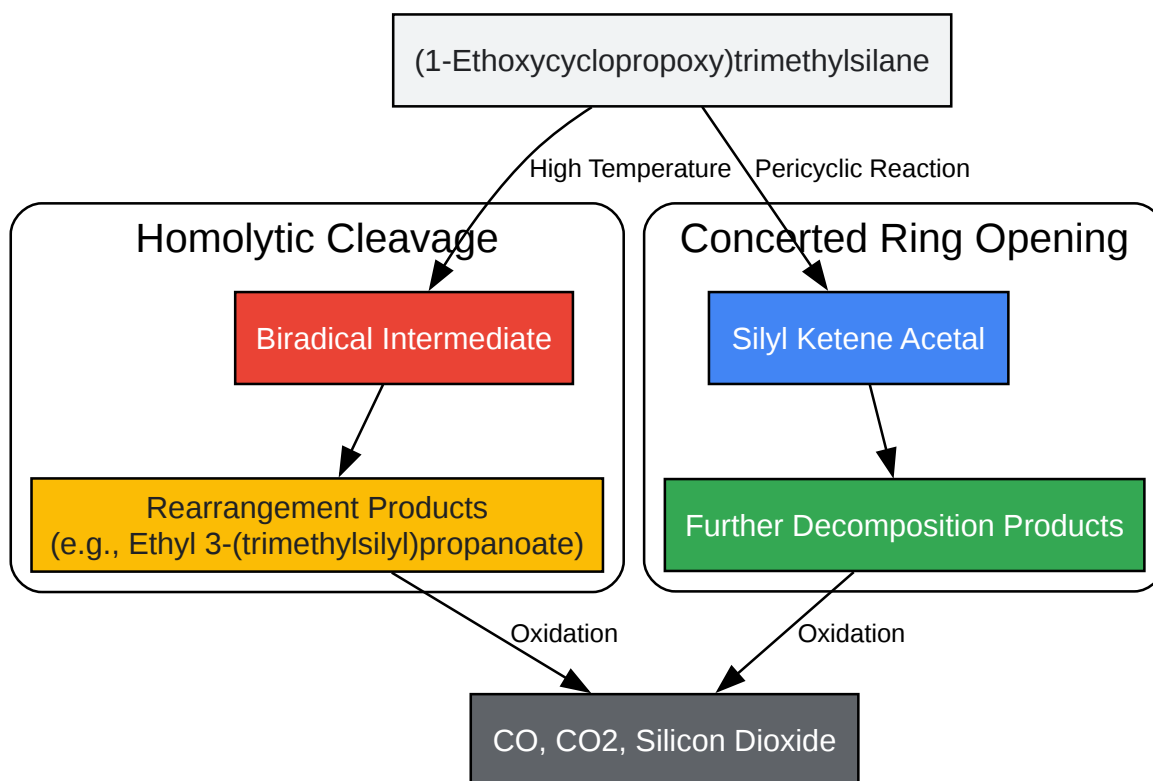 (1-Ethoxycyclopropoxy)trimethylsilane
High Temperature
Pericyclic Reaction
Homolytic Cleavage
Concerted Ring Opening
Biradical Intermediate
Silyl Ketene Acetal
Rearrangement Products
(e.g., Ethyl 3-(trimethylsilyl)propanoate)
Further Decomposition Products
Oxidation
Oxidation
CO, CO2, Silicon Dioxide